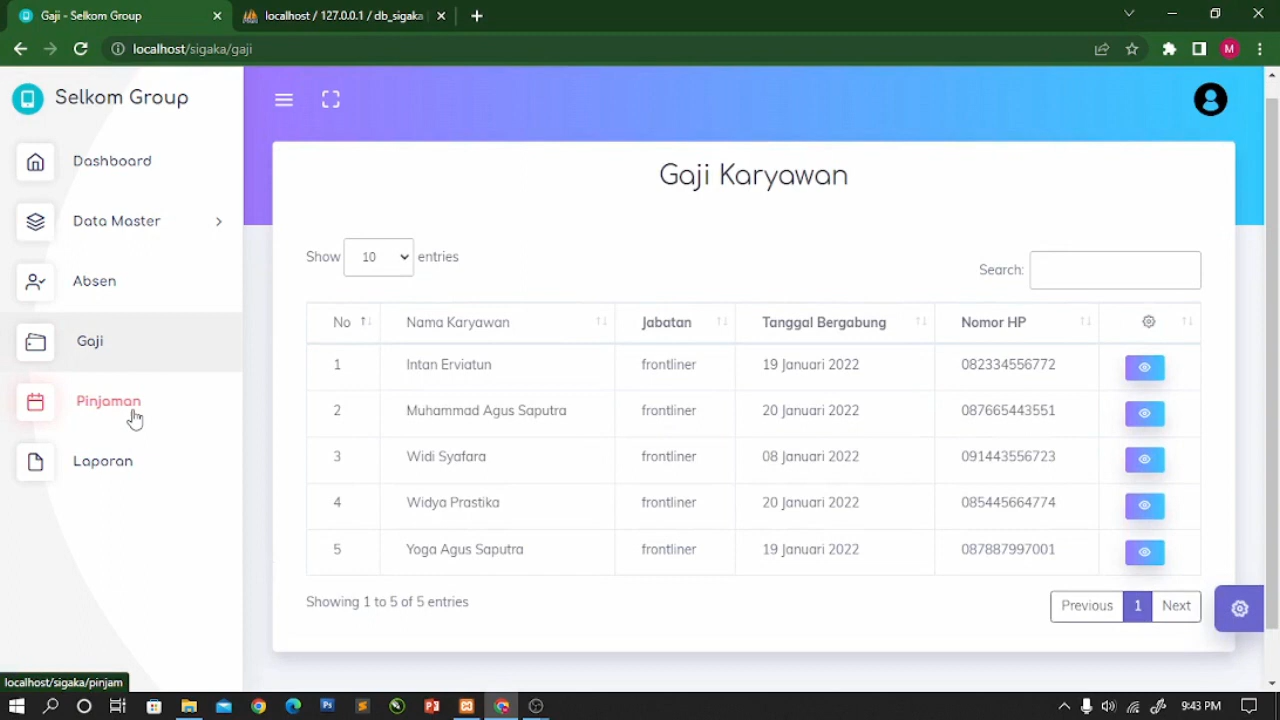 Gaji - Selkom Group
localhost / 127.0.0.1 / db_sigaka
localhost/sigaka/gaji
M
Selkom Group
Dashboard
Data Master
Absen
Gaji
Pinjaman
Laporan
Gaji Karyawan
Show 10 entries
Search:
No Nama Karyawan Jabatan Tanggal Bergabung Nomor HP
1 Intan Erviatun frontliner 19 Januari 2022 082334556772
2 Muhammad Agus Saputra frontliner 20 Januari 2022 087665443551
3 Widi Syafara frontliner 08 Januari 2022 091443556723
4 Widya Prastika frontliner 20 Januari 2022 085445664774
5 Yoga Agus Saputra frontliner 19 Januari 2022 087887997001
Showing 1 to 5 of 5 entries
Previous 1 Next
localhost/sigaka/pinjam
9:43 PM